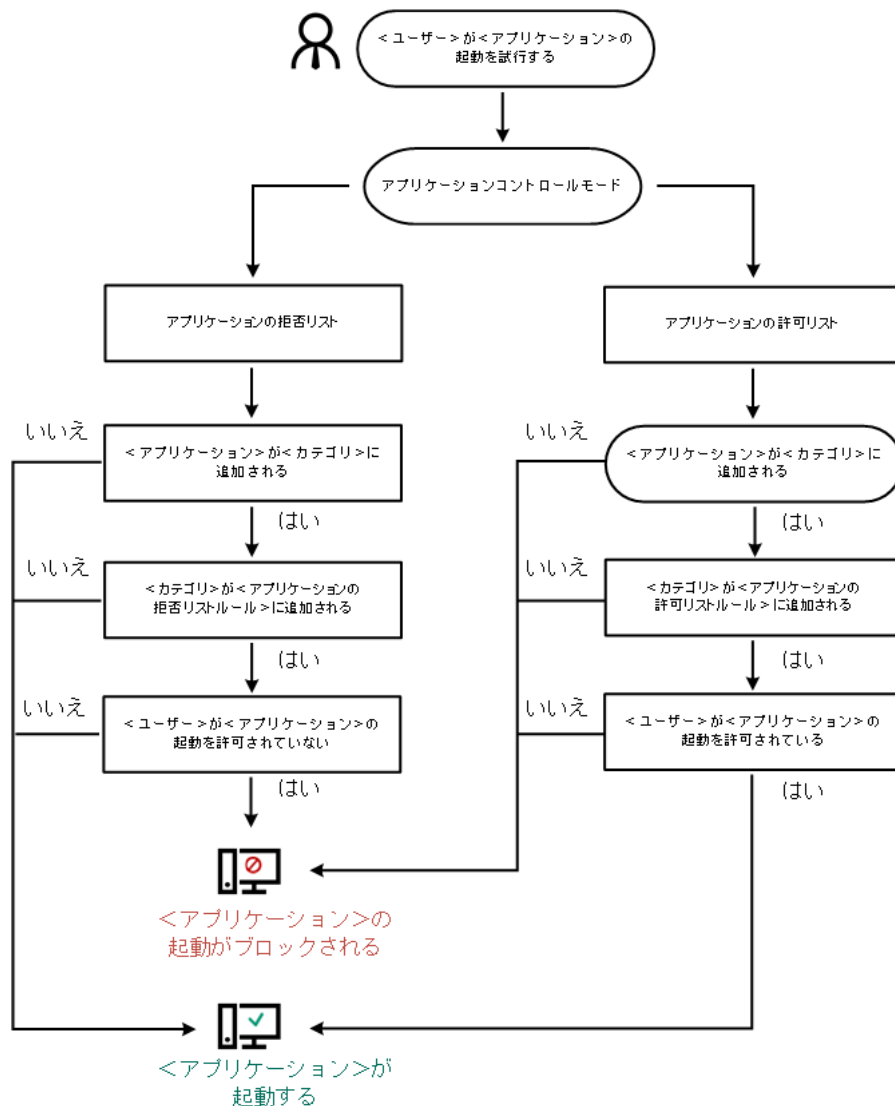 <ユーザー>が<アプリケーション>の
起動を試行する
アプリケーションコントロールモード
アプリケーションの拒否リスト
アプリケーションの許可リスト
いいえ
<アプリケーション>が<カテゴリ>に
追加される
はい
いいえ
<アプリケーション>が<カテゴリ>に
追加される
はい
いいえ
<カテゴリ>が<アプリケーションの
拒否リストルール>に追加される
はい
いいえ
<カテゴリ>が<アプリケーションの
許可リストルール>に追加される
はい
いいえ
<ユーザー>が<アプリケーション>の
起動を許可されていない
はい
いいえ
<ユーザー>が<アプリケーション>の
起動を許可されている
はい
<アプリケーション>の
起動がブロックされる
<アプリケーション>が
起動する